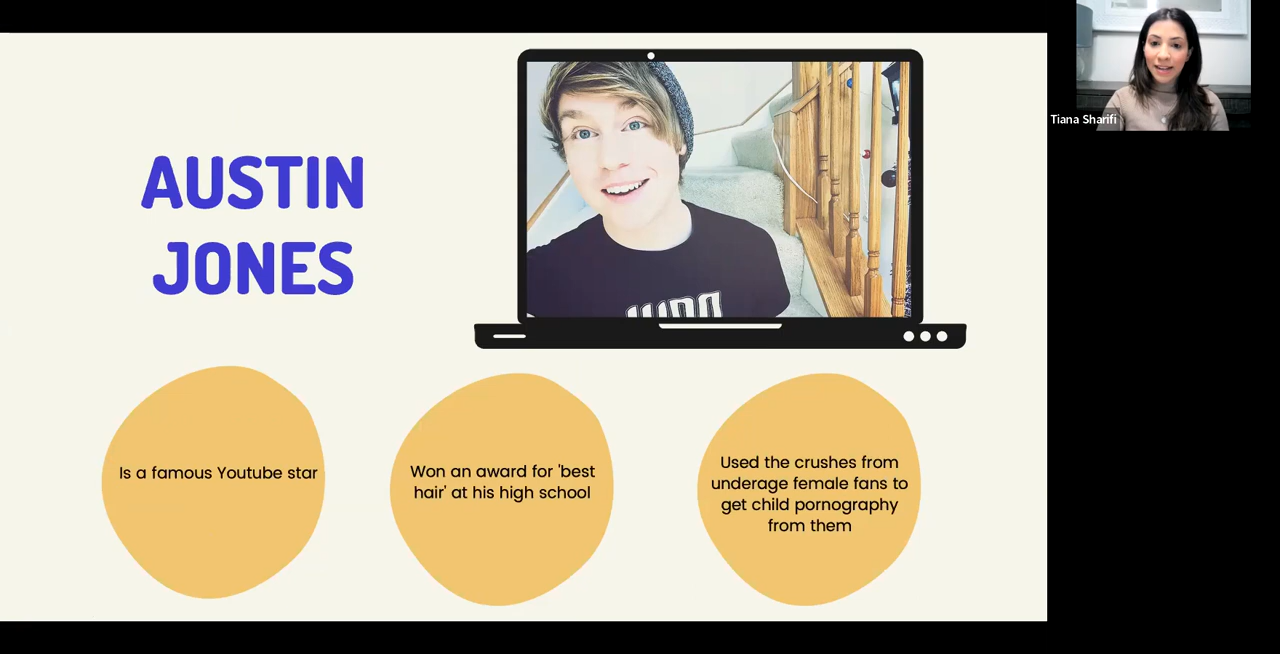 Tiana Sharifi
AUSTIN
JONES
Is a famous Youtube star
Won an award for 'best
hair' at his high school
Used the crushes from
underage female fans to
get child pornography
from them